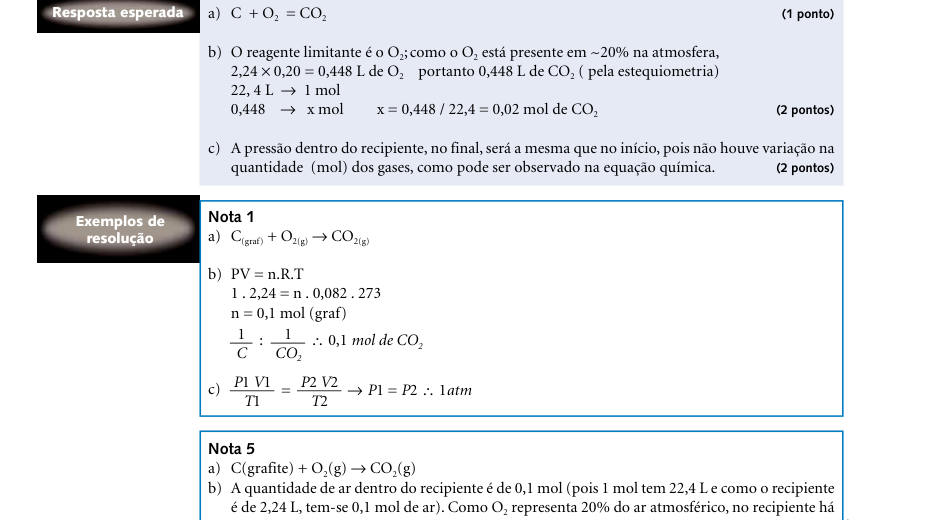 Resposta esperada
a) C + O₂ = CO₂ (1 ponto)
b) O reagente limitante é o O₂; como o O₂ está presente em ~20% na atmosfera,
2,24 × 0,20 = 0,448 L de O₂ portanto 0,448 L de CO₂ ( pela estequiometria)
22, 4 L → 1 mol
0,448 → x mol x = 0,448 / 22,4 = 0,02 mol de CO₂ (2 pontos)
c) A pressão dentro do recipiente, no final, será a mesma que no início, pois não houve variação na
quantidade (mol) dos gases, como pode ser observado na equação química. (2 pontos)
Exemplos de
resolução
Nota 1
a) C(graf) + O₂(g) → CO₂(g)
b) PV = n.R.T
1 . 2,24 = n . 0,082 . 273
n = 0,1 mol (graf)
1/C : 1/CO₂ ∴ 0,1 mol de CO₂
c) P1 V1/T1 = P2 V2/T2 → P1 = P2 ∴ 1atm
Nota 5
a) C(grafite) + O₂(g) → CO₂(g)
b) A quantidade de ar dentro do recipiente é de 0,1 mol (pois 1 mol tem 22,4 L e como o recipiente
é de 2,24 L, tem-se 0,1 mol de ar). Como O₂ representa 20% do ar atmosférico, no recipiente há